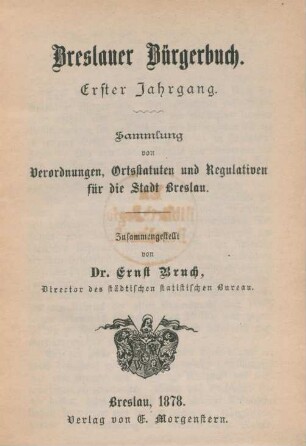 Breslauer Bürgerbuch.
Erster Jahrgang.
Sammlung
von
Verordnungen, Ortsstatuten und Regulativen
für die Stadt Breslau.
Zusammengestellt
von
Dr. Ernst Bruch,
Director des städtischen statistischen Bureau.
Breslau, 1878.
Verlag von E. Morgenstern.